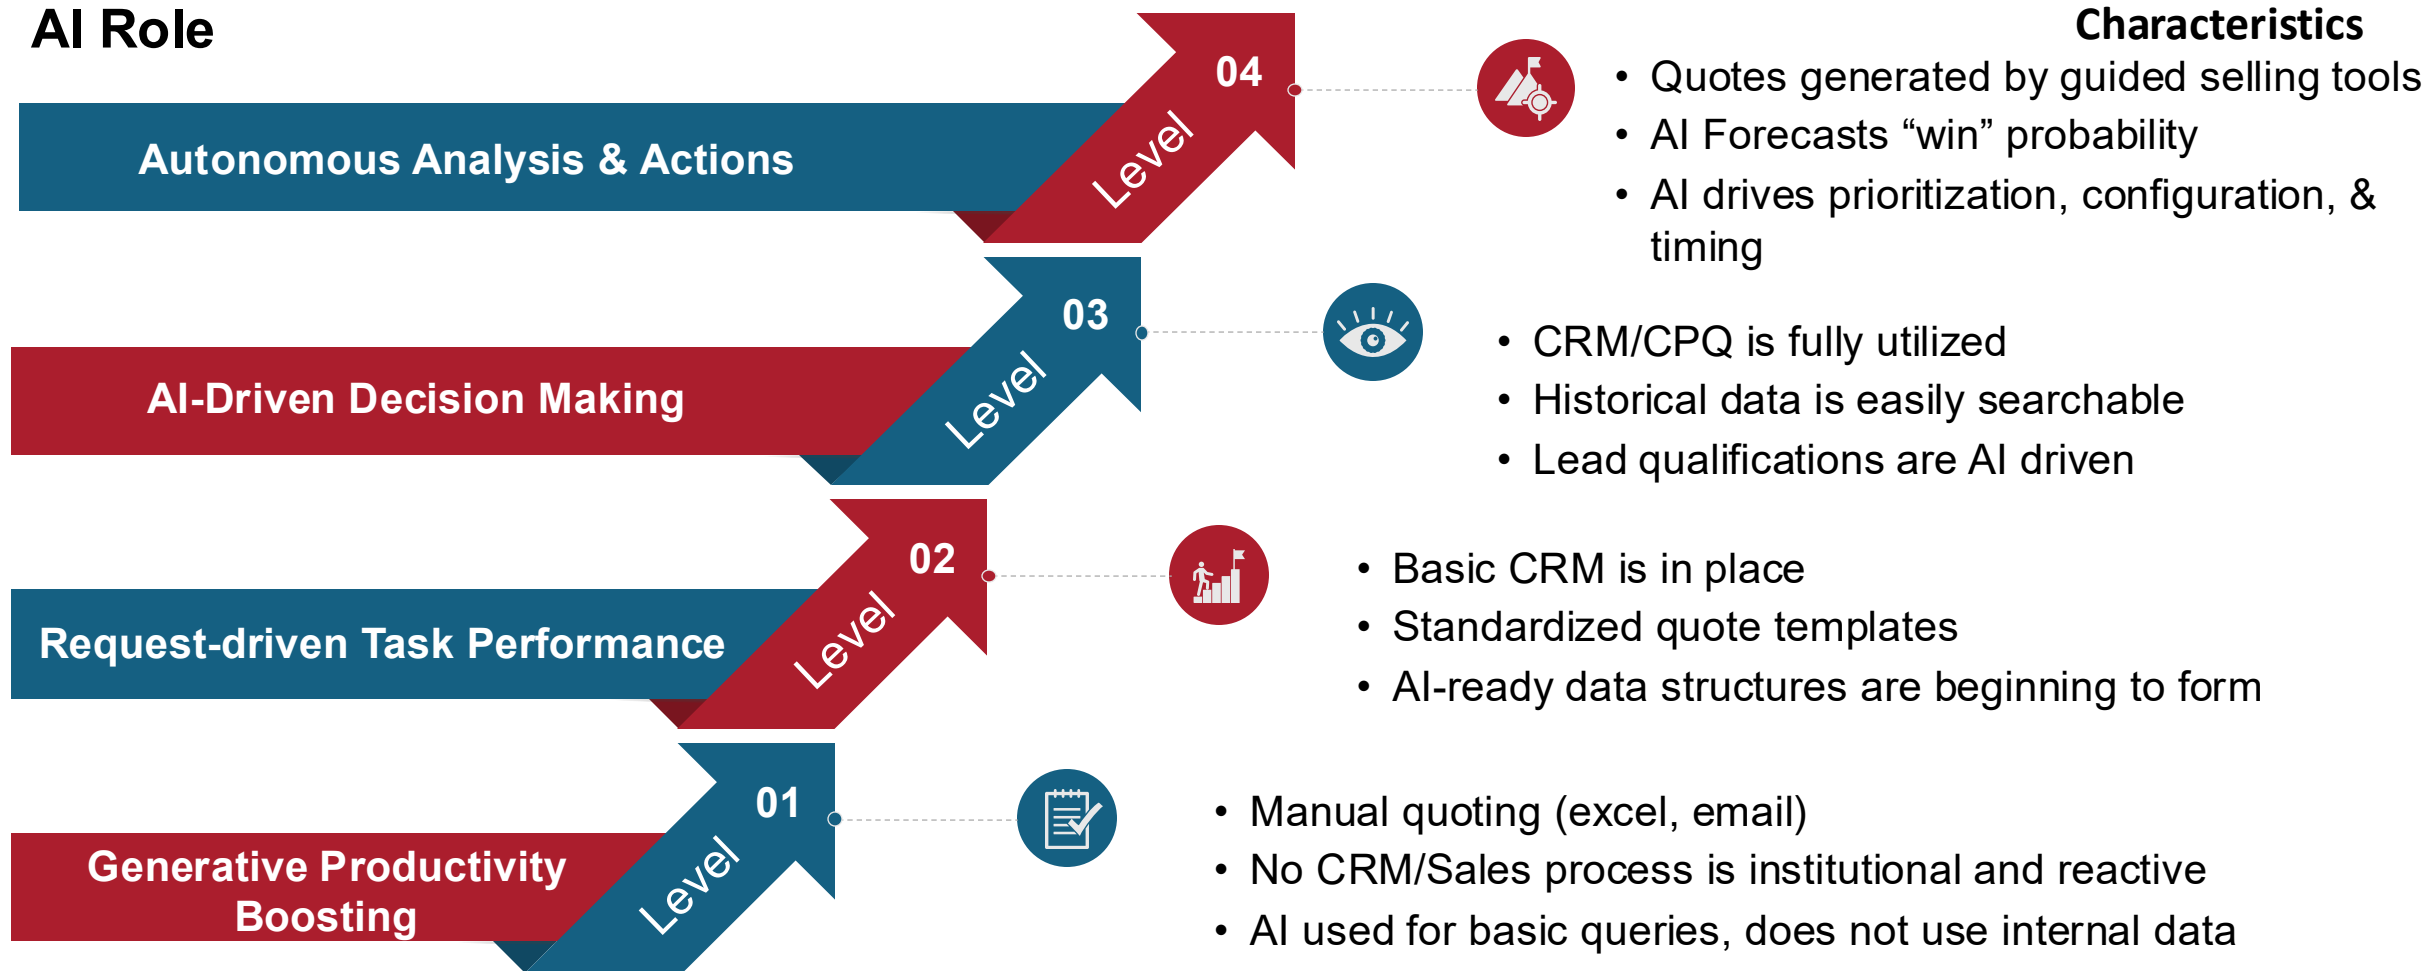 AI Role
Characteristics
04
Level
Autonomous Analysis & Actions
• Quotes generated by guided selling tools
• AI Forecasts “win” probability
• AI drives prioritization, configuration, &
timing
03
Level
AI-Driven Decision Making
• CRM/CPQ is fully utilized
• Historical data is easily searchable
• Lead qualifications are AI driven
02
Level
Request-driven Task Performance
• Basic CRM is in place
• Standardized quote templates
• AI-ready data structures are beginning to form
01
Level
Generative Productivity
Boosting
• Manual quoting (excel, email)
• No CRM/Sales process is institutional and reactive
• AI used for basic queries, does not use internal data